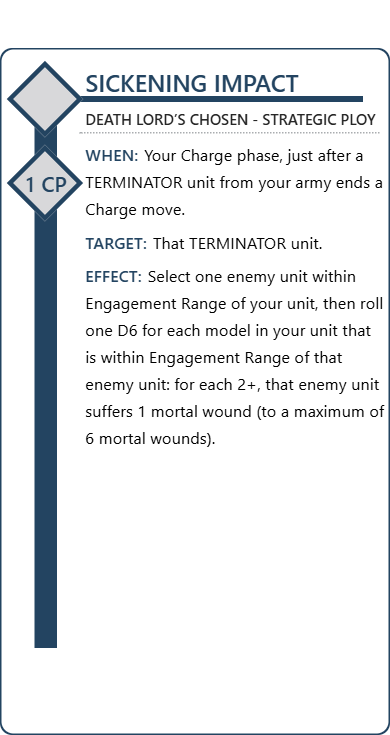 SICKENING IMPACT
DEATH LORD'S CHOSEN - STRATEGIC PLOY
WHEN: Your Charge phase, just after a
1 CP
TERMINATOR unit from your army ends a
Charge move.
TARGET: That TERMINATOR unit.
EFFECT: Select one enemy unit within
Engagement Range of your unit, then roll
one D6 for each model in your unit that
is within Engagement Range of that
enemy unit: for each 2+, that enemy unit
suffers 1 mortal wound (to a maximum of
6 mortal wounds).